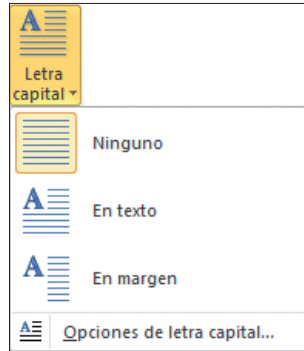 Letra
capital
Ninguno
En texto
En margen
Opciones de letra capital...